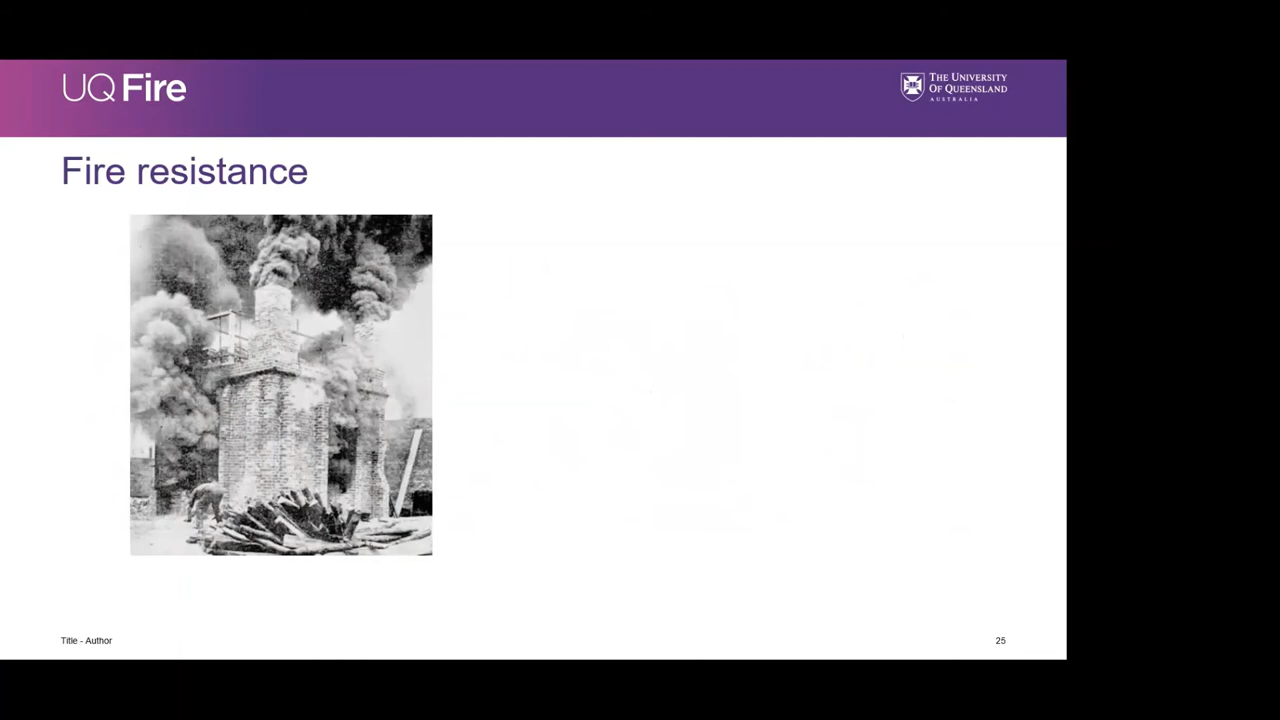 UQ Fire
THE UNIVERSITY
OF QUEENSLAND
AUSTRALIA
Fire resistance
Title - Author
25